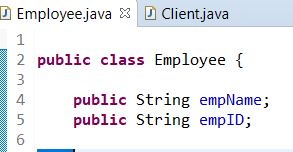 Employee.java Client.java
1
2 public class Employee {
3
4 public String empName;
5 public String empID;
6